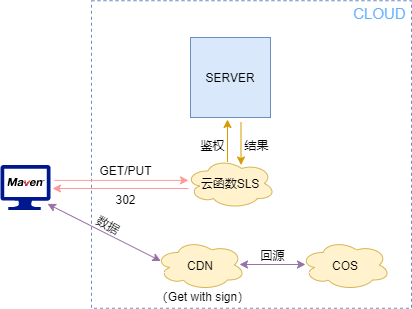 CLOUD
SERVER
鉴权
结果
GET/PUT
云函数SLS
Maven
302
数据
CDN
回源
COS
(Get with sign)